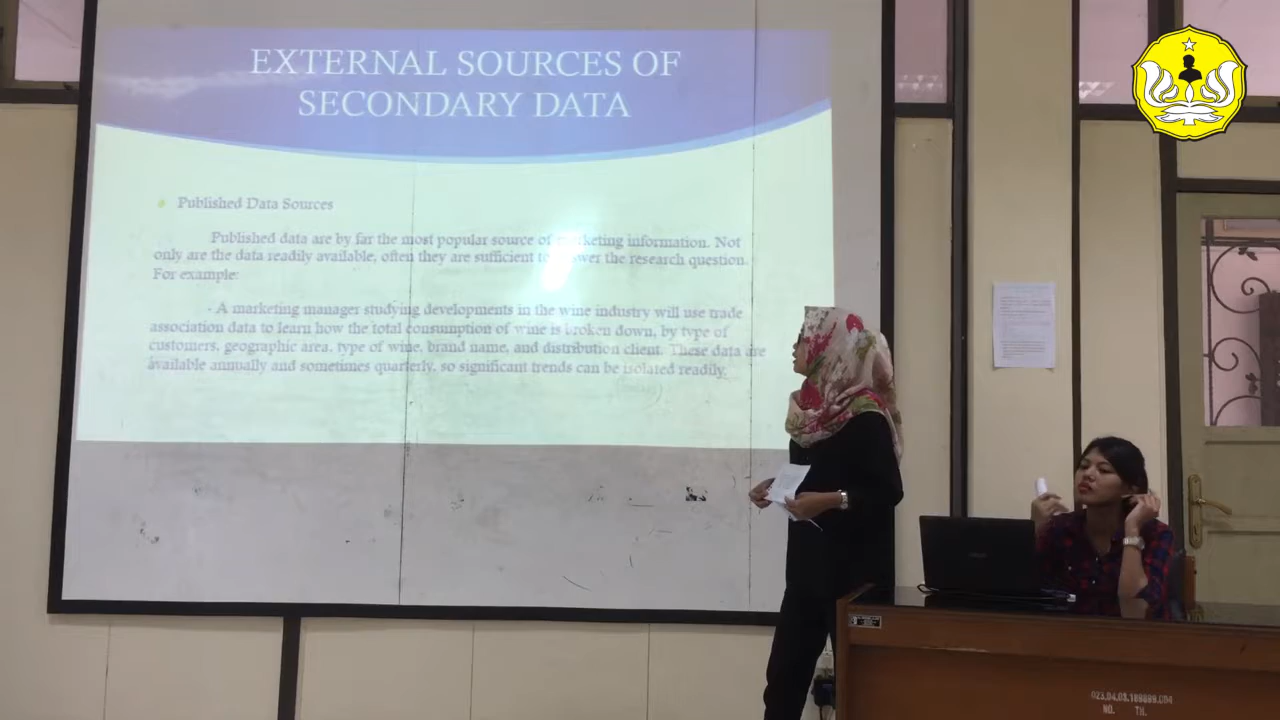 EXTERNAL SOURCES OF
SECONDARY DATA
Published Data Sources
Published data are by far the most popular source of marketing information. Not
only are the data readily available, often they are sufficient to answer the research question.
For example:
- A marketing manager studying developments in the wine industry will use trade
association data to learn how the total consumption of wine is broken down, by type of
customers, geographic area, type of wine, brand name, and distribution client. These data are
available annually and sometimes quarterly, so significant trends can be isolated readily.
NO. TH.